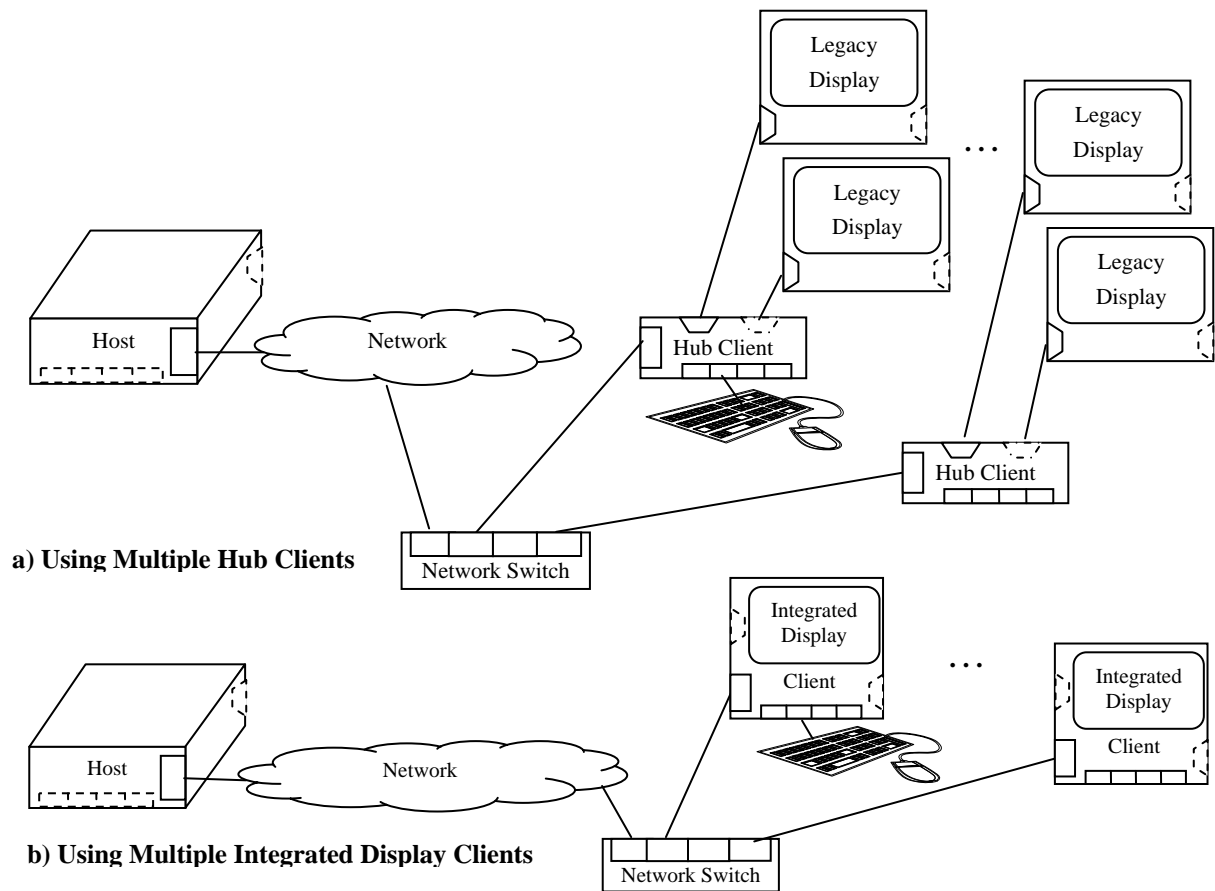 Legacy
Display
Legacy
Display
...
Legacy
Display
Legacy
Display
Host
Network
Hub Client
Hub Client
a) Using Multiple Hub Clients
Network Switch
Integrated
Display
Client
...
Integrated
Display
Client
Host
Network
b) Using Multiple Integrated Display Clients
Network Switch